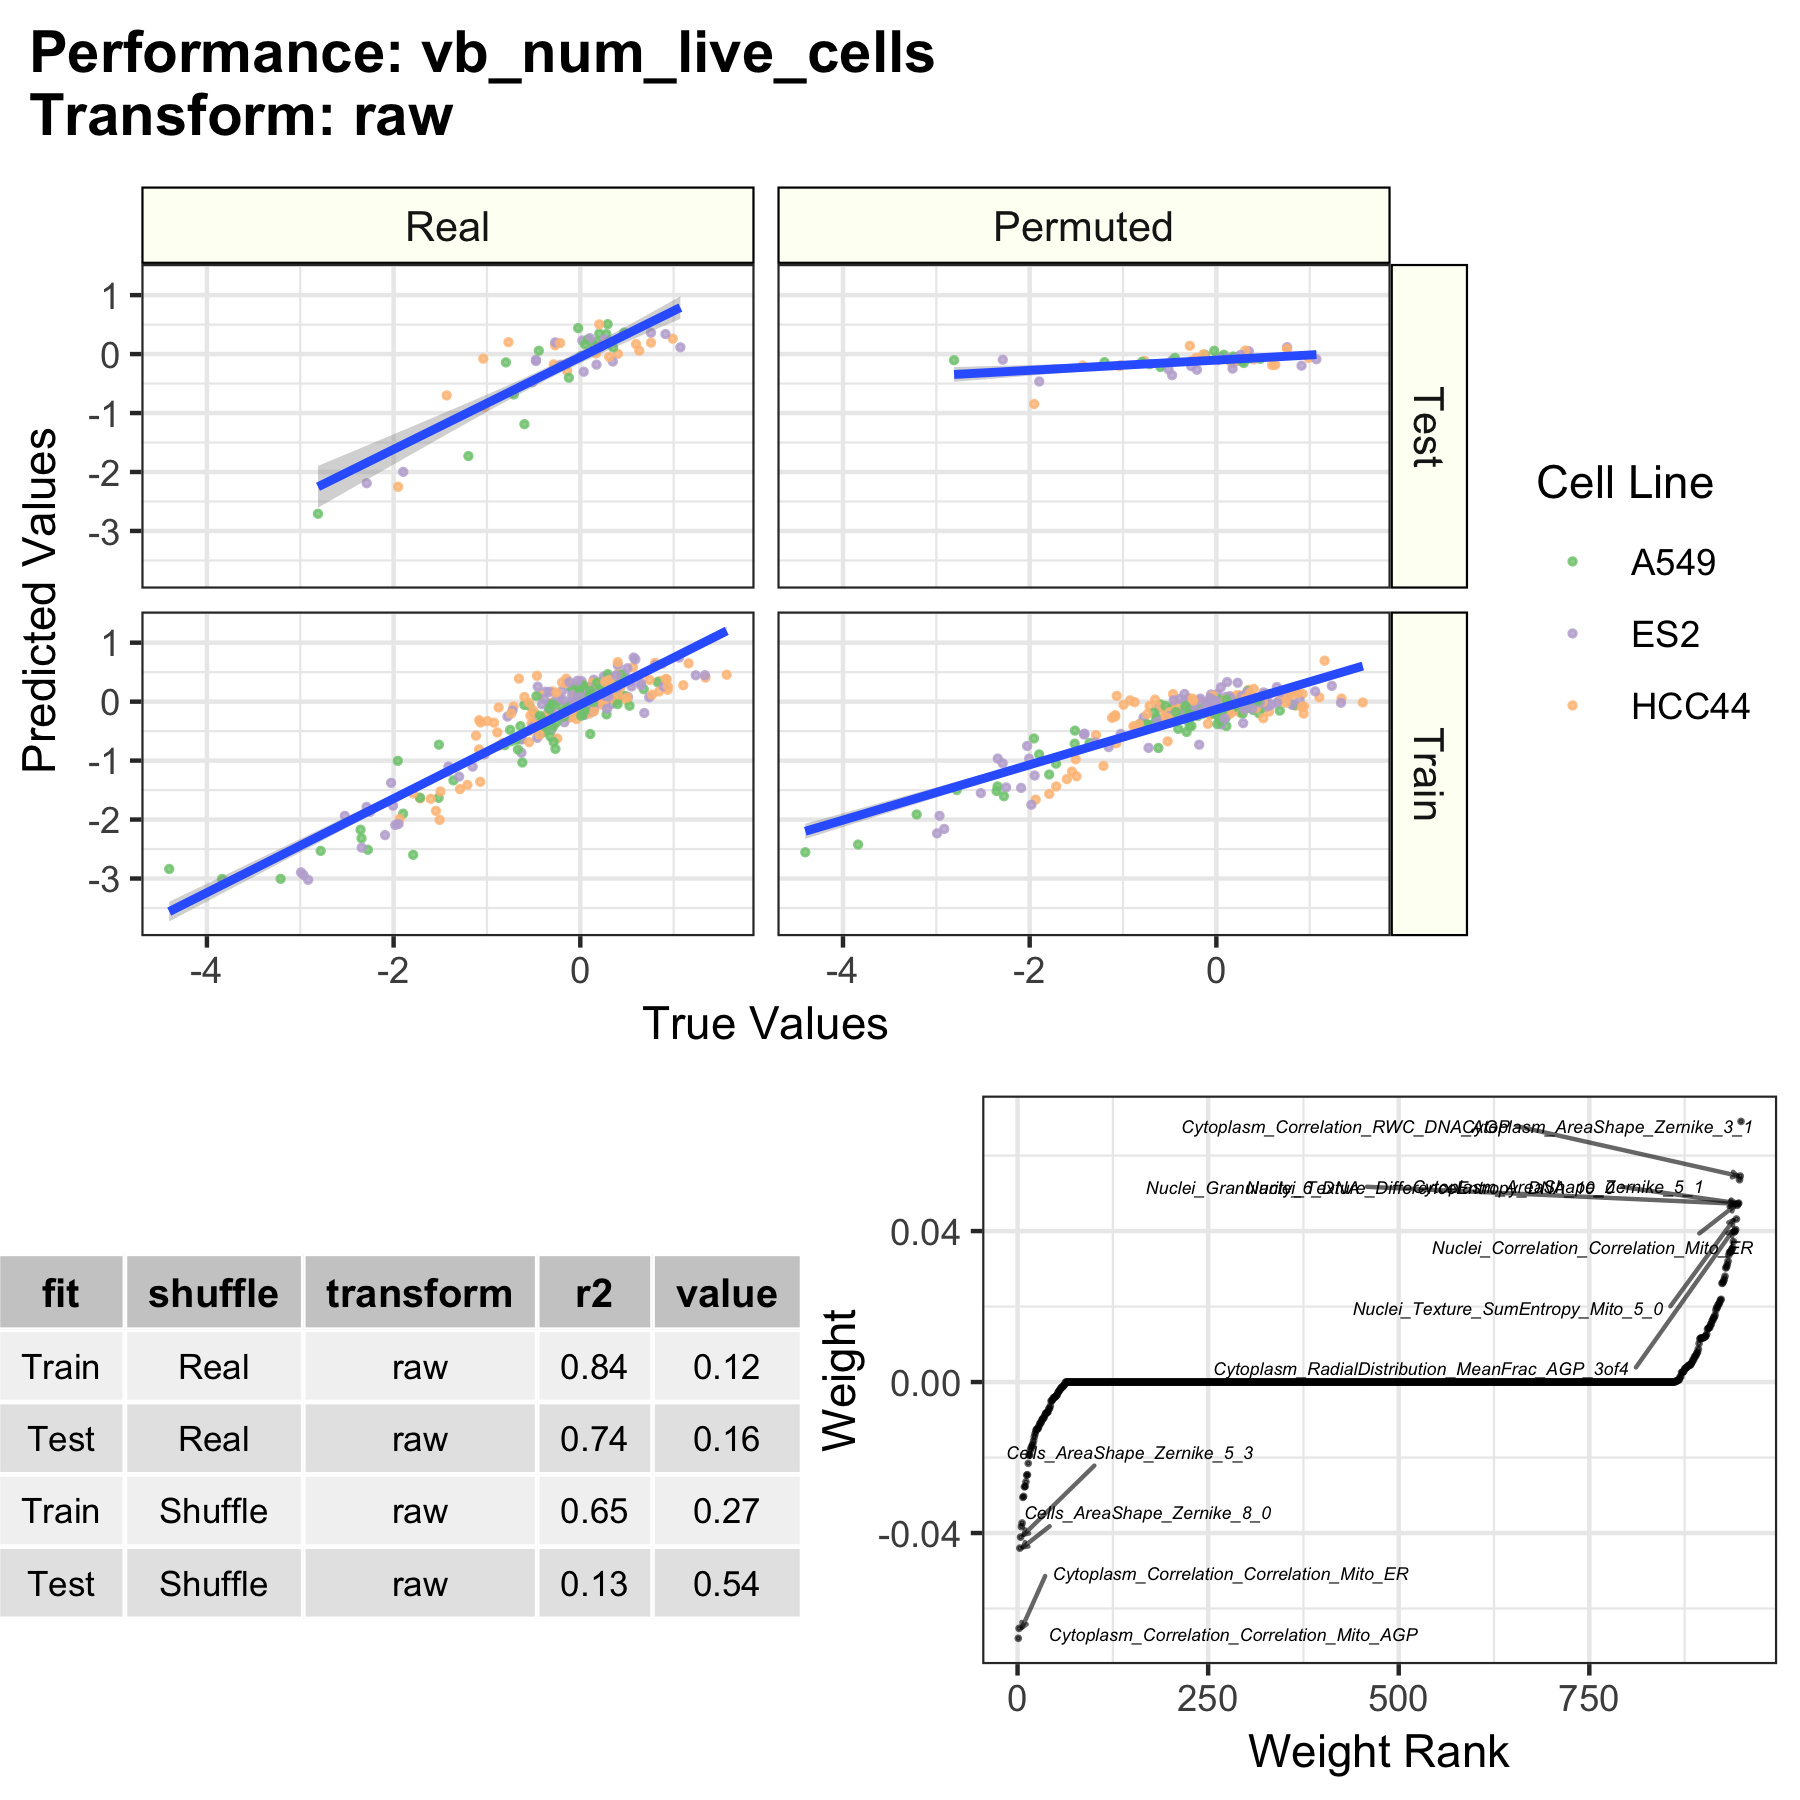 Performance: vb_num_live_cells
Transform: raw
Real
Permuted
1
0
-1
-2
-3
Test
1
0
-1
-2
-3
Train
Predicted Values
-4
-2
0
-4
-2
0
True Values
Cell Line
A549
ES2
HCC44
fit shuffle transform r2 value
Train Real raw 0.84 0.12
Test Real raw 0.74 0.16
Train Shuffle raw 0.65 0.27
Test Shuffle raw 0.13 0.54
Weight
0.04
0.00
-0.04
Cytoplasm_Correlation_RWC_DNA_AGP
Cytoplasm_AreaShape_Zernike_3_1
Nuclei_Granularity_6_DNA
Nuclei_Texture_DifferenceEntropy_DNA_10_0
Cytoplasm_AreaShape_Zernike_5_1
Nuclei_Correlation_Correlation_Mito_ER
Nuclei_Texture_SumEntropy_Mito_5_0
Cytoplasm_RadialDistribution_MeanFrac_AGP_3of4
Cells_AreaShape_Zernike_5_3
Cells_AreaShape_Zernike_8_0
Cytoplasm_Correlation_Correlation_Mito_ER
Cytoplasm_Correlation_Correlation_Mito_AGP
0
250
500
750
Weight Rank